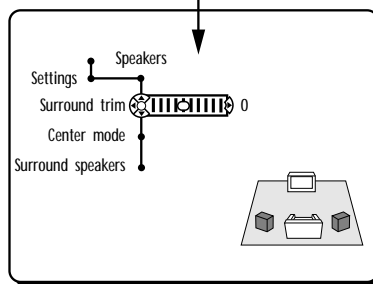 Speakers
Settings
Surround trim 0
Center mode
Surround speakers